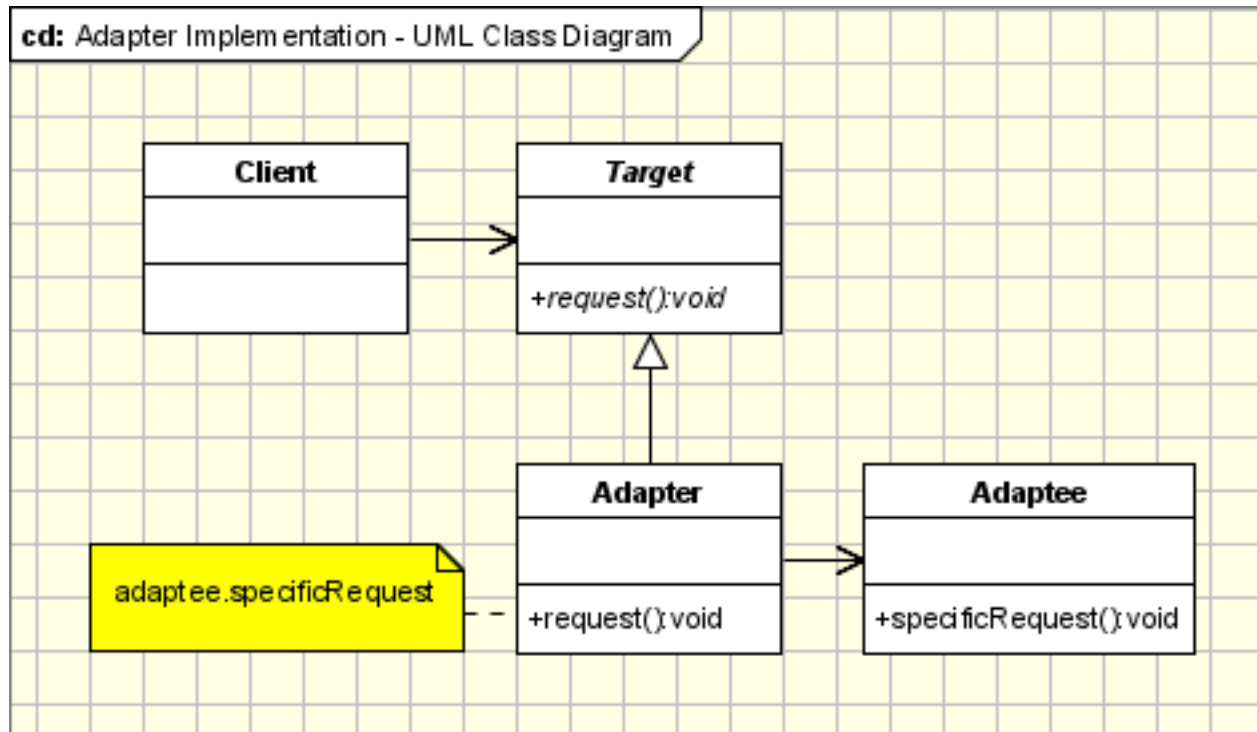 cd: Adapter Implementation - UML Class Diagram
Client
Target
+request():void
Adapter
Adaptee
adaptee.specificRequest
+request():void
+specificRequest():void